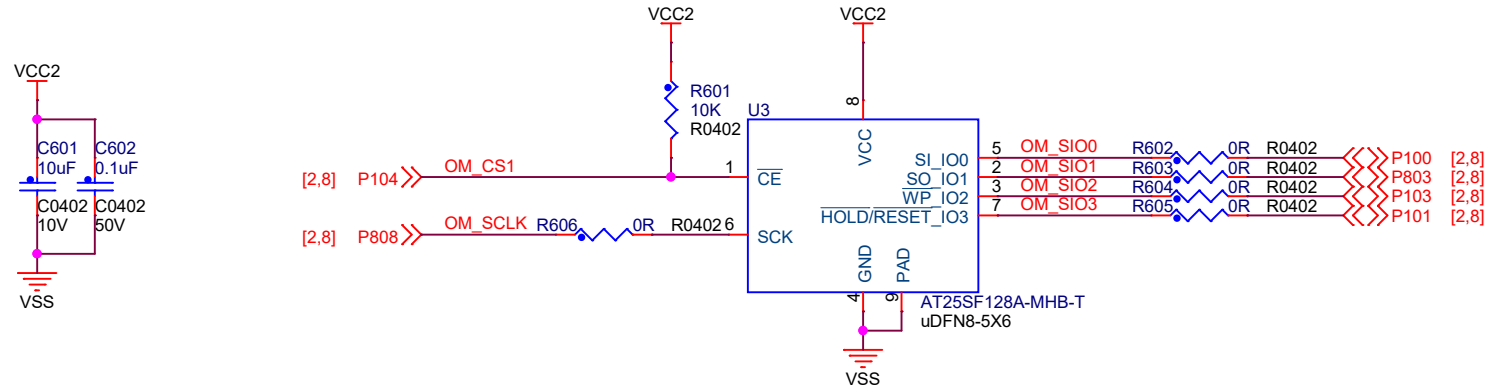 VCC2
C601
10uF
C0402
10V
C602
0.1uF
C0402
50V
VSS
VCC2
R601
10K
R0402
VCC2
U3
[2,8] P104 OM_CS1 1 CE
[2,8] P808 OM_SCLK R606 0R R0402 6 SCK
8 VCC
SI_IO0 5 OM_SIO0 R602 0R R0402 P100 [2,8]
SO_IO1 2 OM_SIO1 R603 0R R0402 P803 [2,8]
WP_IO2 3 OM_SIO2 R604 0R R0402 P103 [2,8]
HOLD/RESET_IO3 7 OM_SIO3 R605 0R R0402 P101 [2,8]
GND 4
PAD 9
AT25SF128A-MHB-T
uDFN8-5X6
VSS